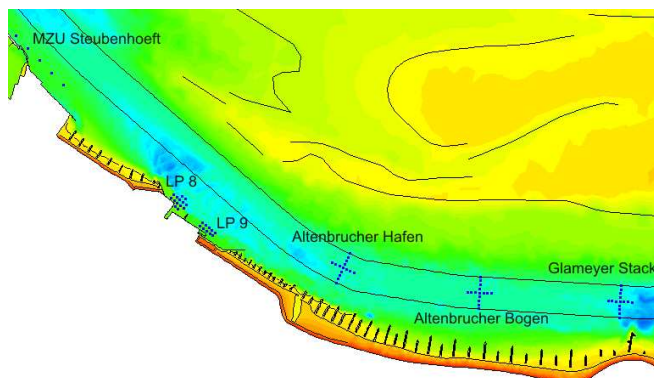 MZU Steubenhoeft
LP 8
LP 9
Altenbrucher Hafen
Glameyer Stack
Altenbrucher Bogen